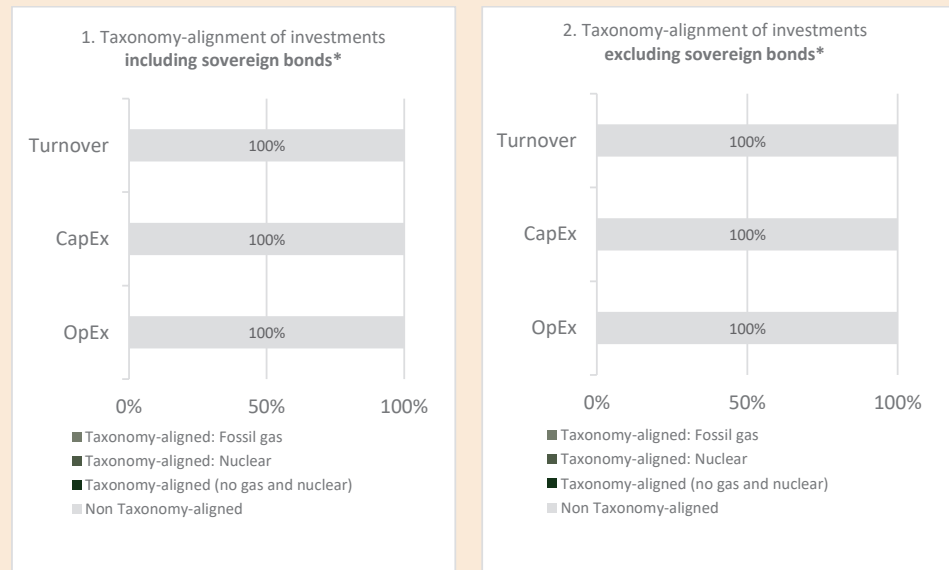 1. Taxonomy-alignment of investments
including sovereign bonds*
Turnover
100%
CapEx
100%
OpEx
100%
0% 50% 100%
Taxonomy-aligned: Fossil gas
Taxonomy-aligned: Nuclear
Taxonomy-aligned (no gas and nuclear)
Non Taxonomy-aligned
2. Taxonomy-alignment of investments
excluding sovereign bonds*
Turnover
100%
CapEx
100%
OpEx
100%
0% 50% 100%
Taxonomy-aligned: Fossil gas
Taxonomy-aligned: Nuclear
Taxonomy-aligned (no gas and nuclear)
Non Taxonomy-aligned